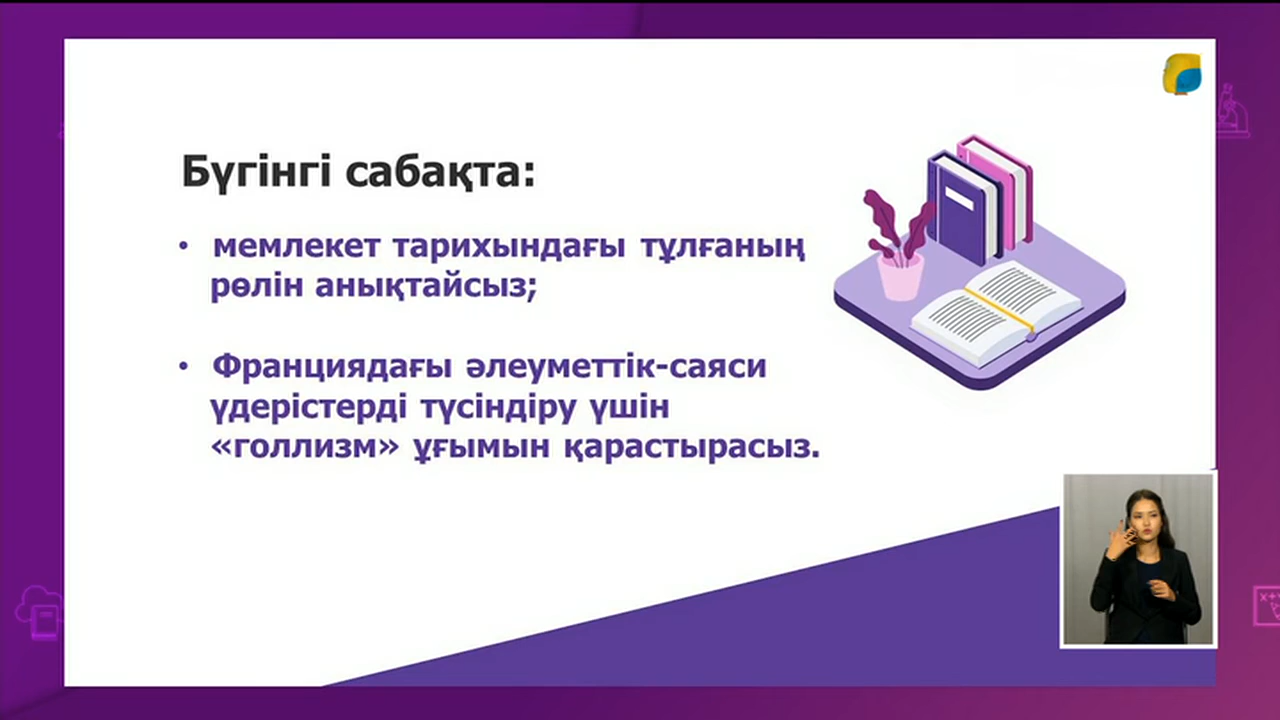 Бүгінгі сабақта:
• мемлекет тарихындағы тұлғаның
рөлін анықтайсыз;
• Франциядағы әлеуметтік-саяси
үдерістерді түсіндіру үшін
«голлизм» ұғымын қарастырасыз.